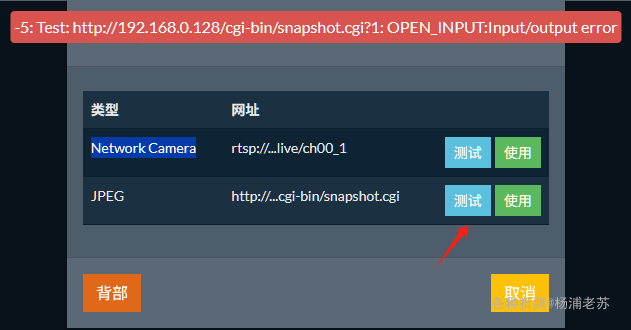 -5: Test: http://192.168.0.128/cgi-bin/snapshot.cgi?1: OPEN_INPUT:Input/output error
类型 网址
Network Camera rtsp://...live/ch00_1 测试 使用
JPEG http://...cgi-bin/snapshot.cgi 测试 使用
背部 取消
@杨浦老苏